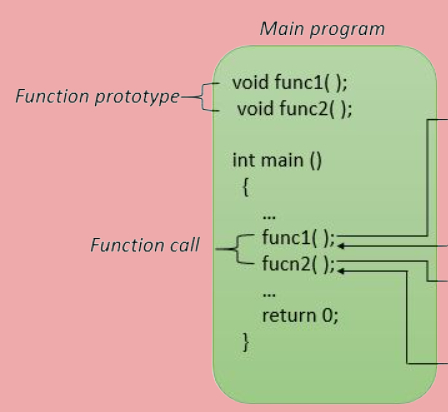 Main program
void func1( );
Function prototype
void func2( );
int main ()
{
...
func1( );
Function call
fucn2( );
...
return 0;
}